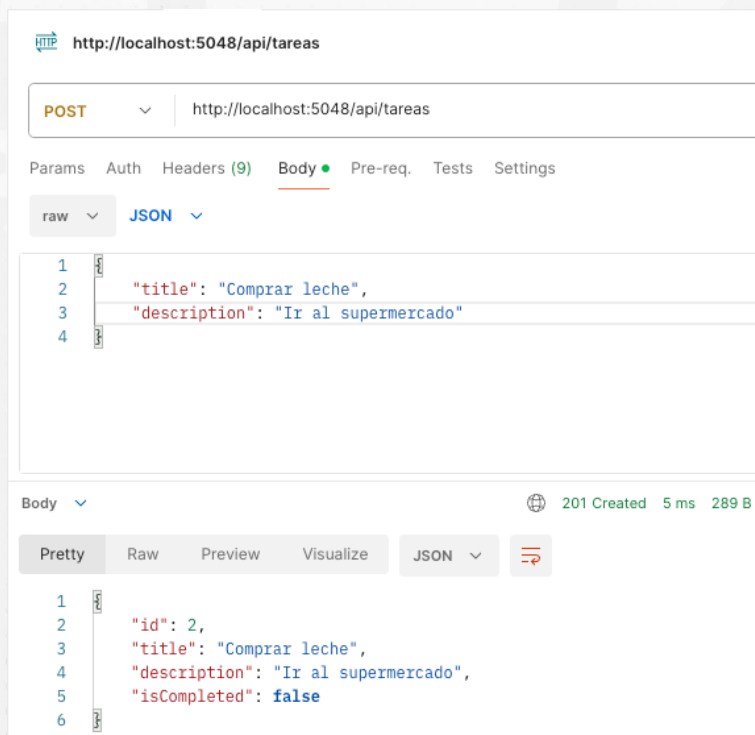 HTTP http://localhost:5048/api/tareas
POST http://localhost:5048/api/tareas
Params Auth Headers (9) Body Pre-req. Tests Settings
raw JSON
1 {
2 "title": "Comprar leche",
3 "description": "Ir al supermercado"
4 }
Body 201 Created 5 ms 289 B
Pretty Raw Preview Visualize JSON
1 {
2 "id": 2,
3 "title": "Comprar leche",
4 "description": "Ir al supermercado",
5 "isCompleted": false
6 }